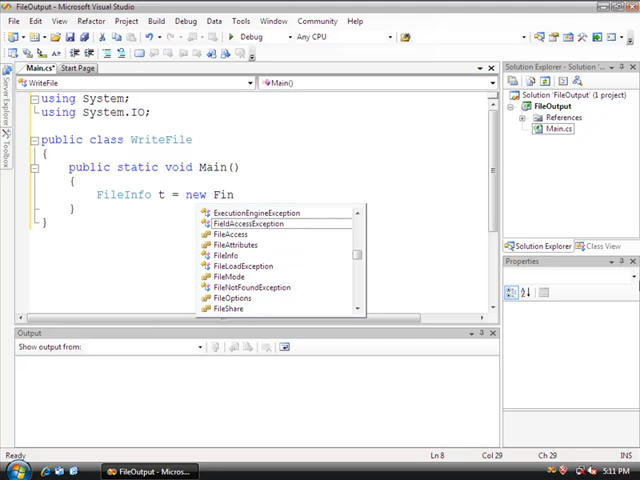 FileOutput - Microsoft Visual Studio
File Edit View Refactor Project Build Debug Data Tools Window Community Help
Debug Any CPU
Main.cs* Start Page
WriteFile Main()
using System;
using System.IO;
public class WriteFile
{
public static void Main()
{
FileInfo t = new Fin
}
}
ExecutionEngineException
FieldAccessException
FileAccess
FileAttributes
FileInfo
FileLoadException
FileMode
FileNotFoundException
FileOptions
FileShare
Server Explorer
Toolbox
Solution Explorer - Solution 'FileOu...
Solution 'FileOutput' (1 project)
FileOutput
References
Main.cs
Solution Explorer Class View
Properties
Output
Show output from:
Ready Ln 8 Col 29 Ch 29 INS
FileOutput - Micros... 5:11 PM